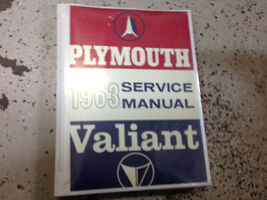 PLYMOUTH
1963 SERVICE
MANUAL
Valiant